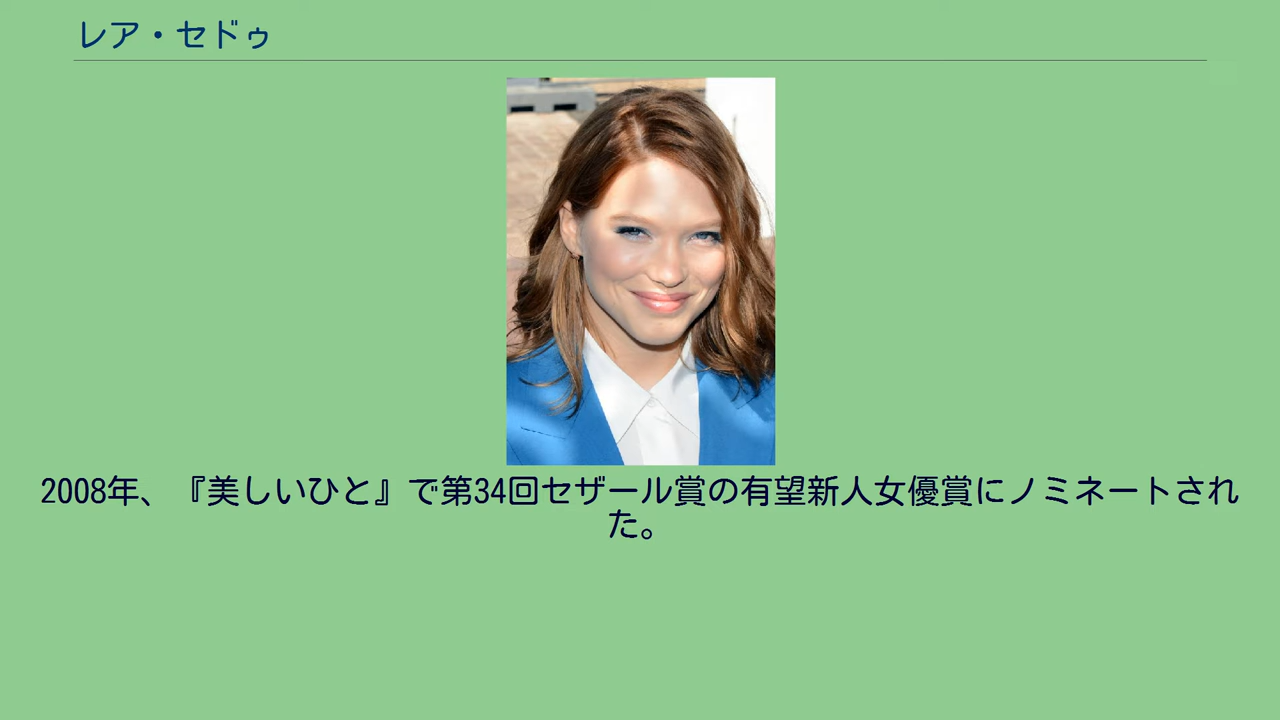 レア・セドゥ
2008年、『美しいひと』で第34回セザール賞の有望新人女優賞にノミネートされ
た。